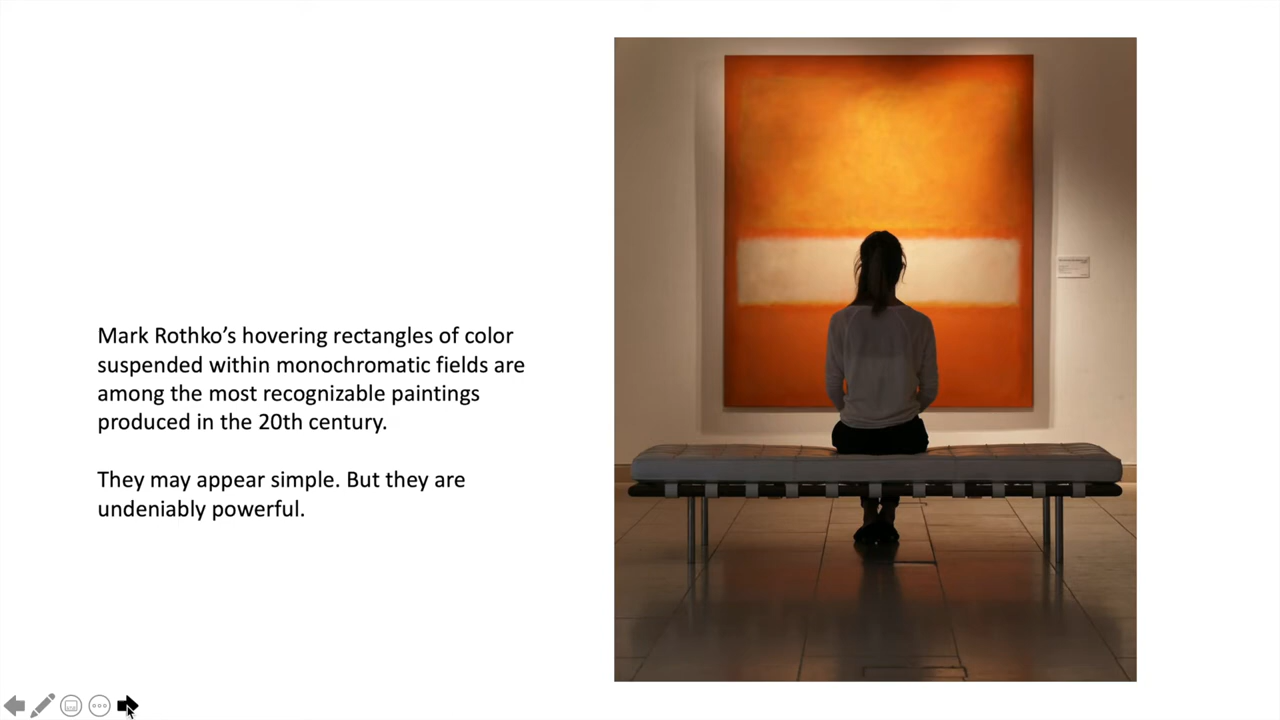 Mark Rothko’s hovering rectangles of color
suspended within monochromatic fields are
among the most recognizable paintings
produced in the 20th century.
They may appear simple. But they are
undeniably powerful.